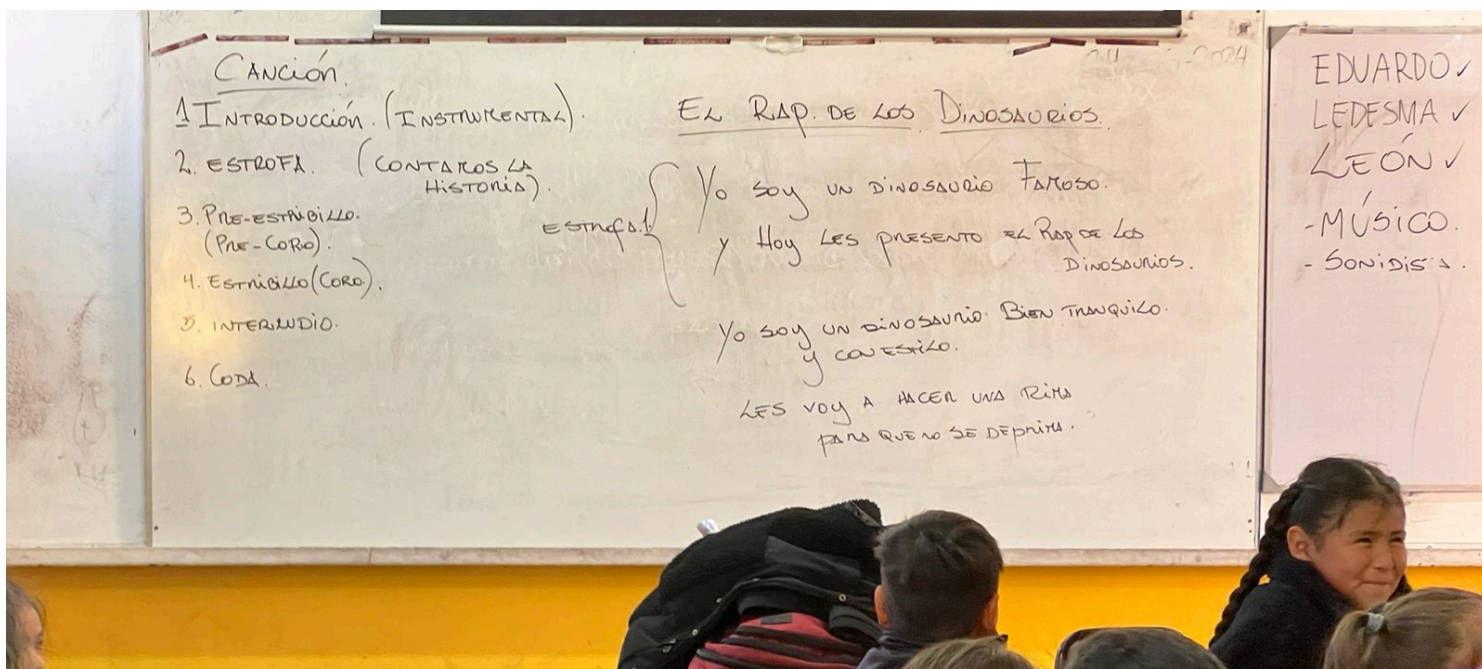 CANCIÓN.
1 INTRODUCCIÓN. (INSTRUMENTAL).
2. ESTROFA. (CONTAMOS LA
HISTORIA).
3. PRE-ESTRIBILLO.
(PRE-CORO).
4. ESTRIBILLO (CORO).
5. INTERLUDIO.
6. CODA.
EL RAP. DE LOS DINOSAURIOS.
ESTROFA.1
Yo soy UN DINOSAURIO FAMOSO.
y Hoy LES PRESENTO EL RAP DE LOS
DINOSAURIOS.
Yo soy UN DINOSAURIO BIEN TRANQUILO.
y CON ESTILO.
LES VOY A HACER UNA RIMA
PARA QUE NO SE DEPRIMA.
2024
EDUARDO ✓
LEDESMA ✓
LEÓN ✓
- MÚSICO.
- SONIDISTA.